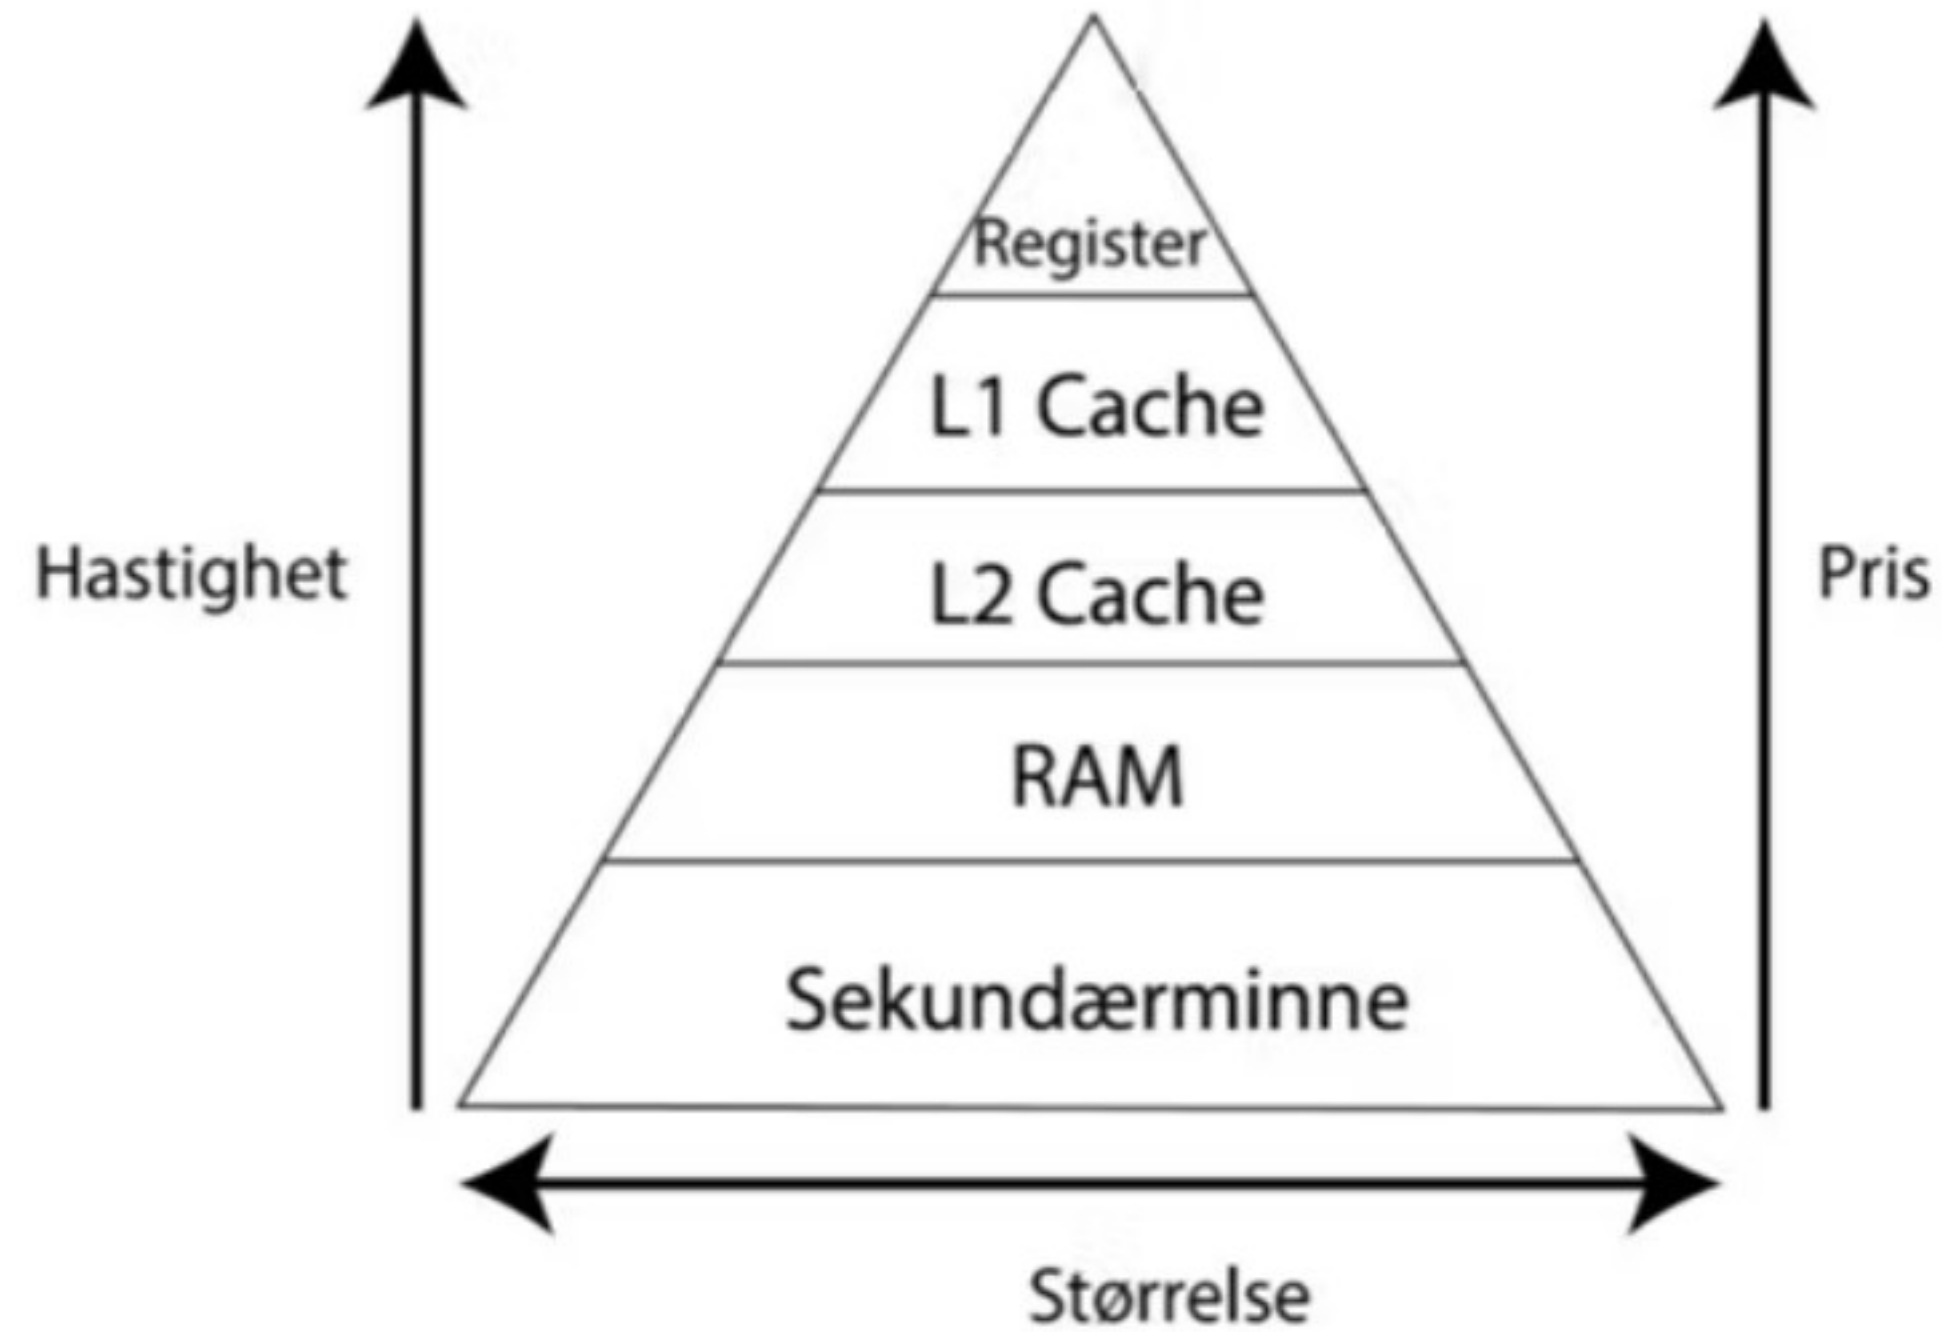 Register
L1 Cache
L2 Cache
Hastighet
Pris
RAM
Sekundærminne
Størrelse